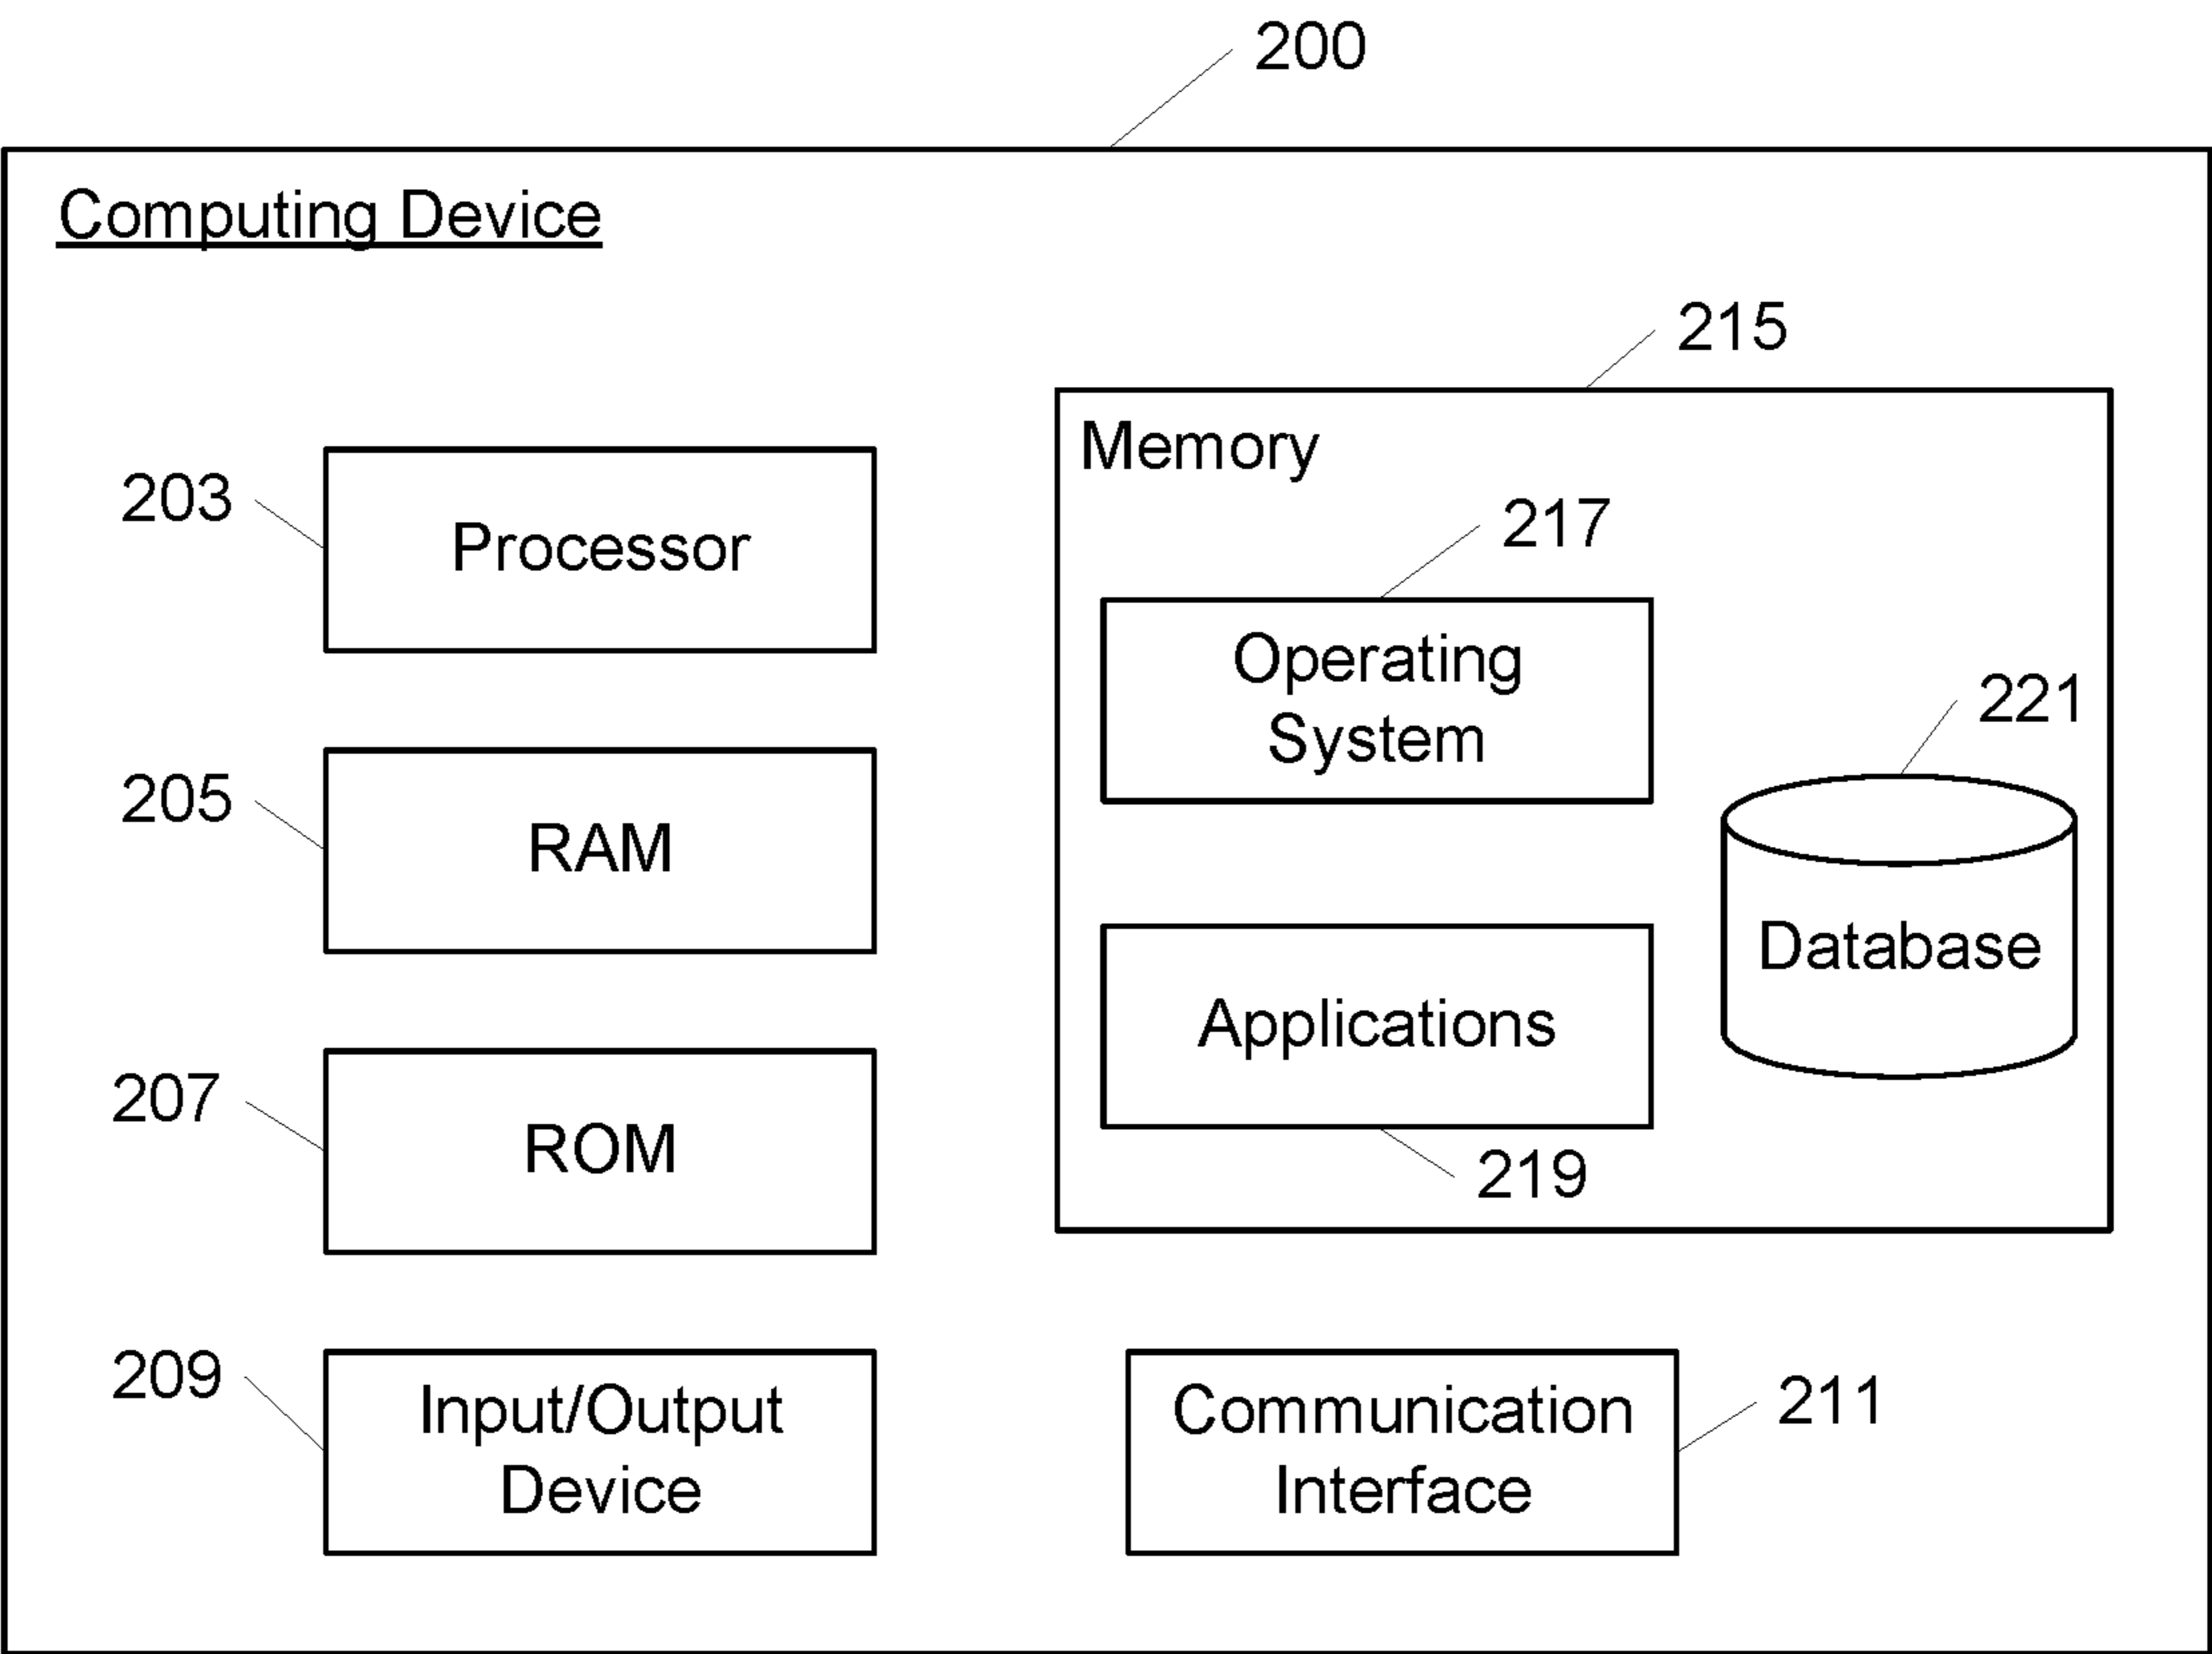 200
Computing Device
215
Memory
203
Processor
217
Operating
System
221
205
RAM
Database
Applications
207
ROM
219
209
Input/Output
Device
Communication
Interface
211